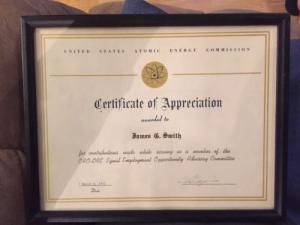 UNITED STATES ATOMIC ENERGY COMMISSION
Certificate of Appreciation
awarded to
James G. Smith
for contributions made while serving as a member of the
Equal Employment Opportunity Advisory Committee
Date